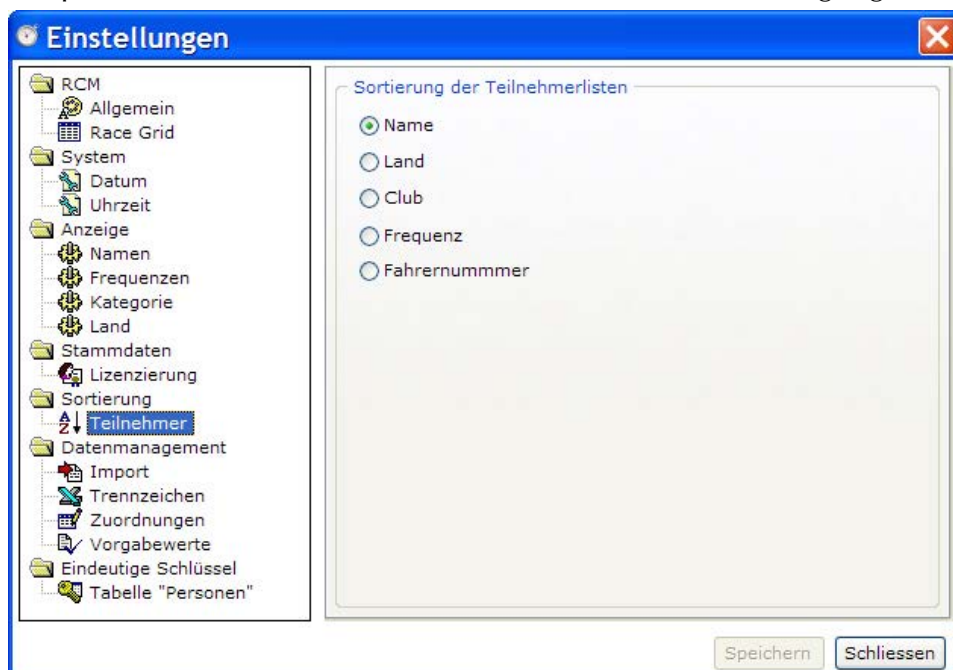 Einstellungen
RCM
Allgemein
Race Grid
System
Datum
Uhrzeit
Anzeige
Namen
Frequenzen
Kategorie
Land
Stammdaten
Lizenzierung
Sortierung
Teilnehmer
Datenmanagement
Import
Trennzeichen
Zuordnungen
Vorgabewerte
Eindeutige Schlüssel
Tabelle "Personen"
Sortierung der Teilnehmerlisten
Name
Land
Club
Frequenz
Fahrernummmer
Speichern
Schliessen